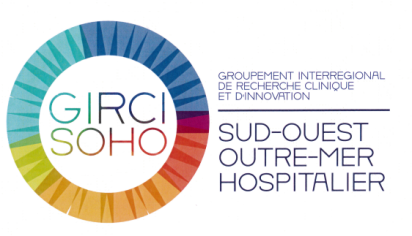 GIRCI
SOHO
GROUPEMENT INTERREGIONAL
DE RECHERCHE CLINIQUE
ET D'INNOVATION
SUD-OUEST
OUTRE-MER
HOSPITALIER